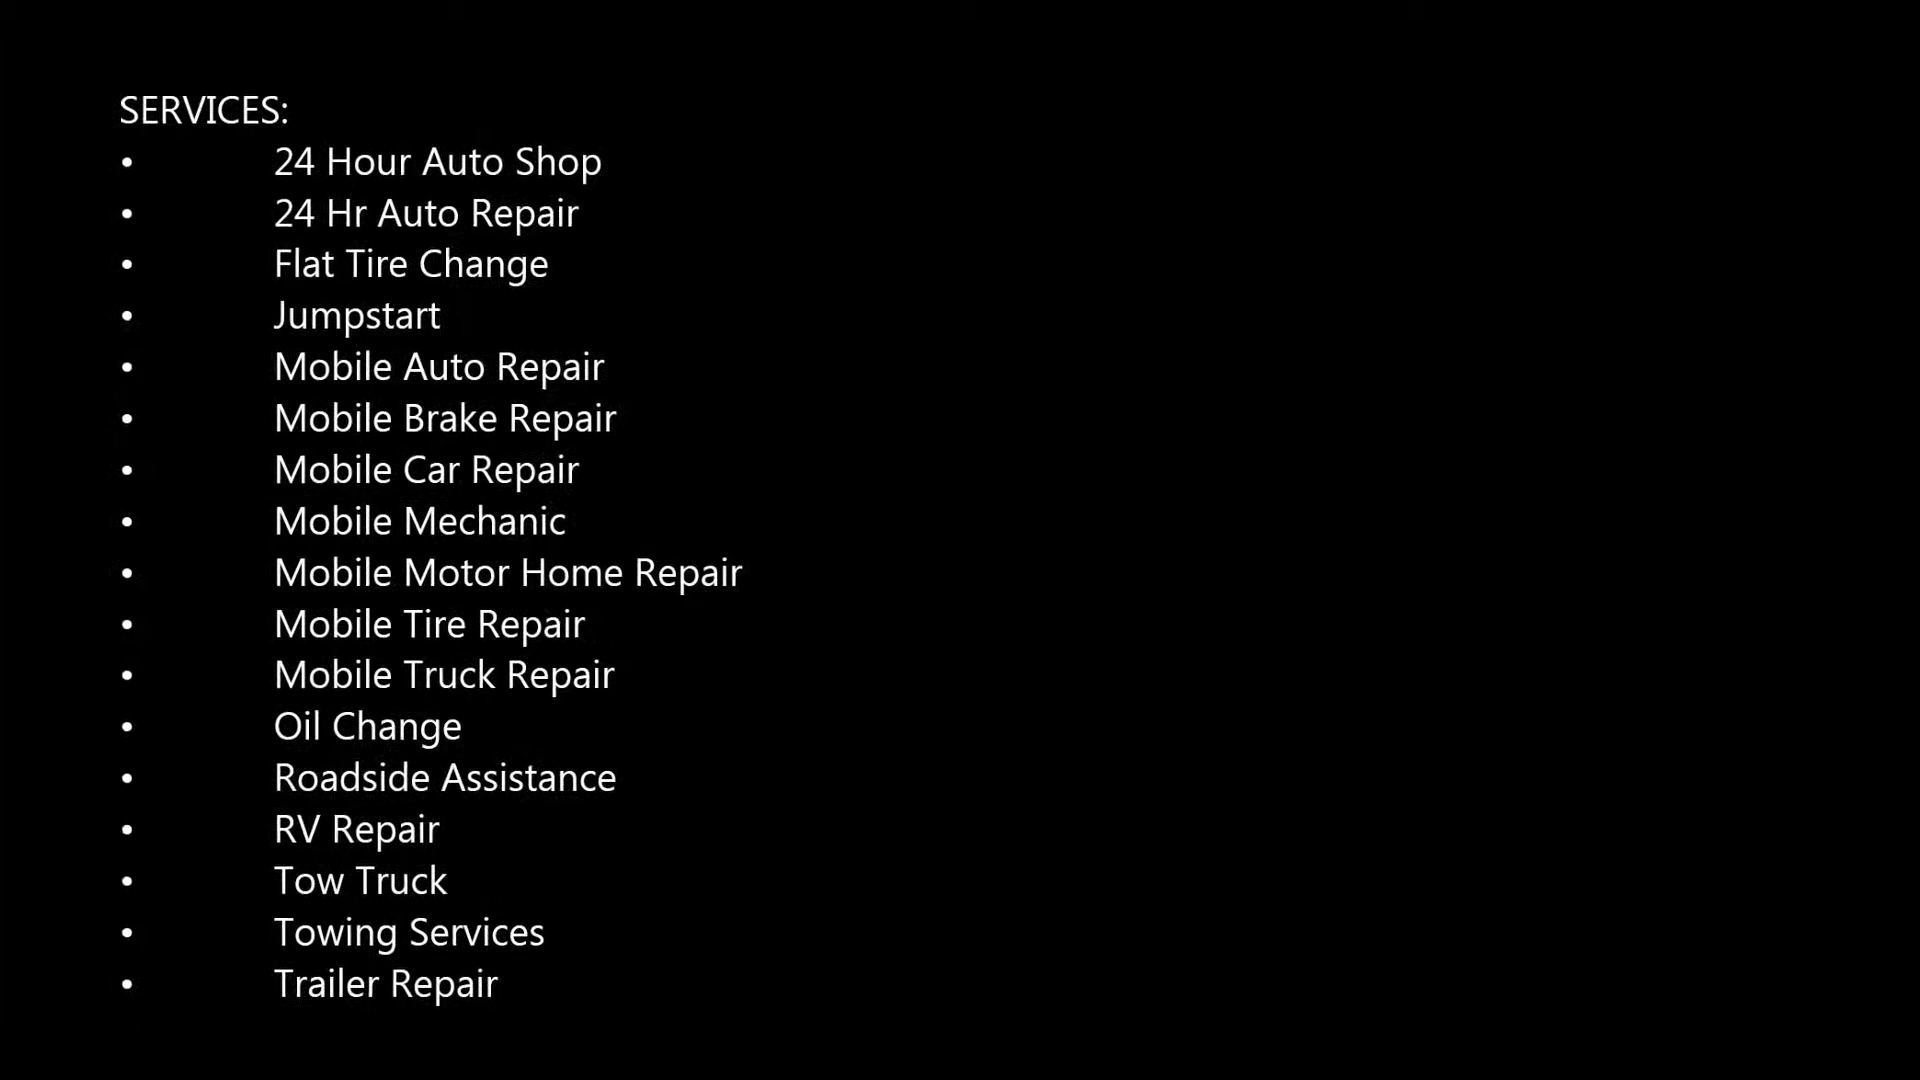 SERVICES:
• 24 Hour Auto Shop
• 24 Hr Auto Repair
• Flat Tire Change
• Jumpstart
• Mobile Auto Repair
• Mobile Brake Repair
• Mobile Car Repair
• Mobile Mechanic
• Mobile Motor Home Repair
• Mobile Tire Repair
• Mobile Truck Repair
• Oil Change
• Roadside Assistance
• RV Repair
• Tow Truck
• Towing Services
• Trailer Repair